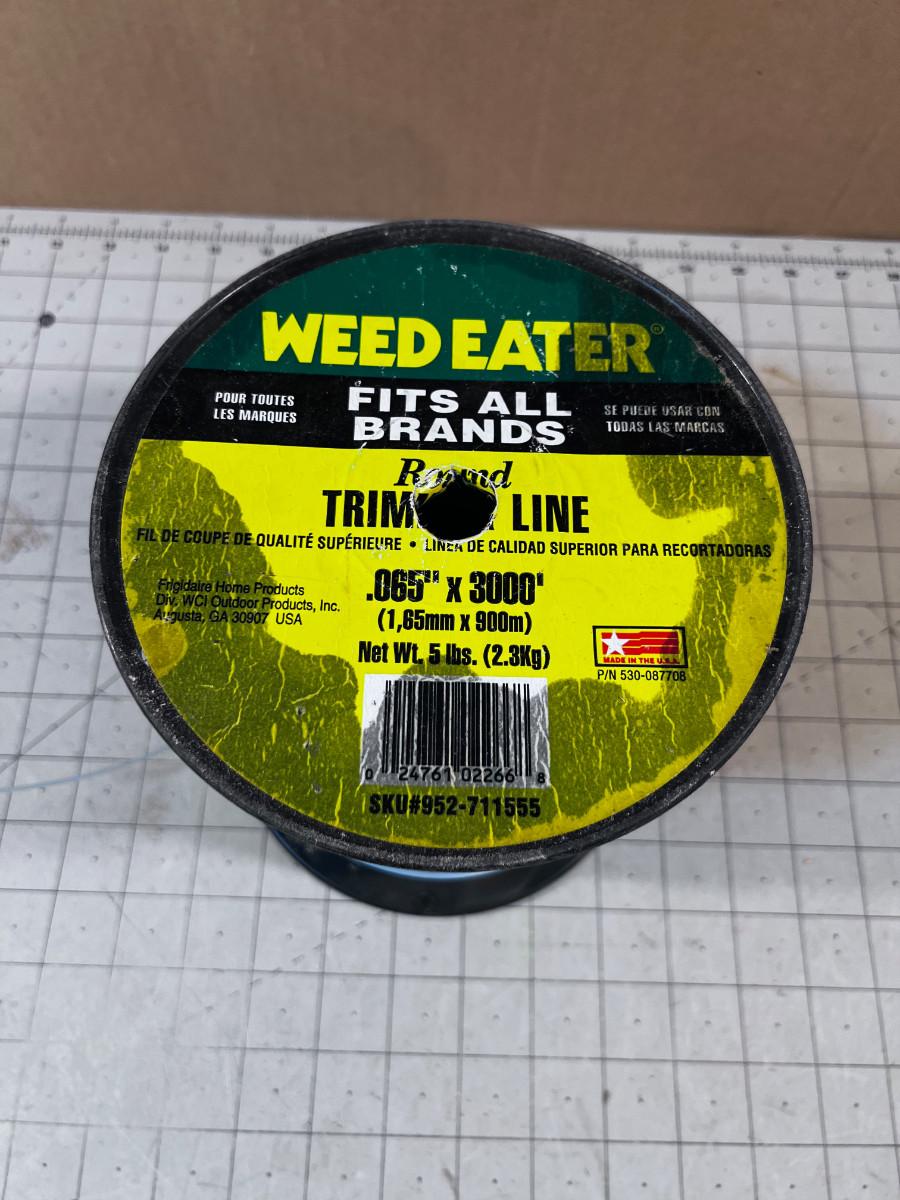 WEED EATER®
POUR TOUTES
LES MARQUES
FITS ALL
BRANDS
SE PUEDE USAR CON
TODAS LAS MARCAS
Round
LINE
FIL DE COUPE DE QUALITÉ SUPÉRIEURE • LINEA DE CALIDAD SUPERIOR PARA RECORTADORAS
Frigidaire Home Products
Div. WCI Outdoor Products, Inc.
Augusta, GA 30907 USA
.065" x 3000'
(1,65mm x 900m)
Net Wt. 5 lbs. (2.3Kg)
MADE IN THE U.S.A.
P/N 530-087708
0 24761 02266 8
SKU#952-711555